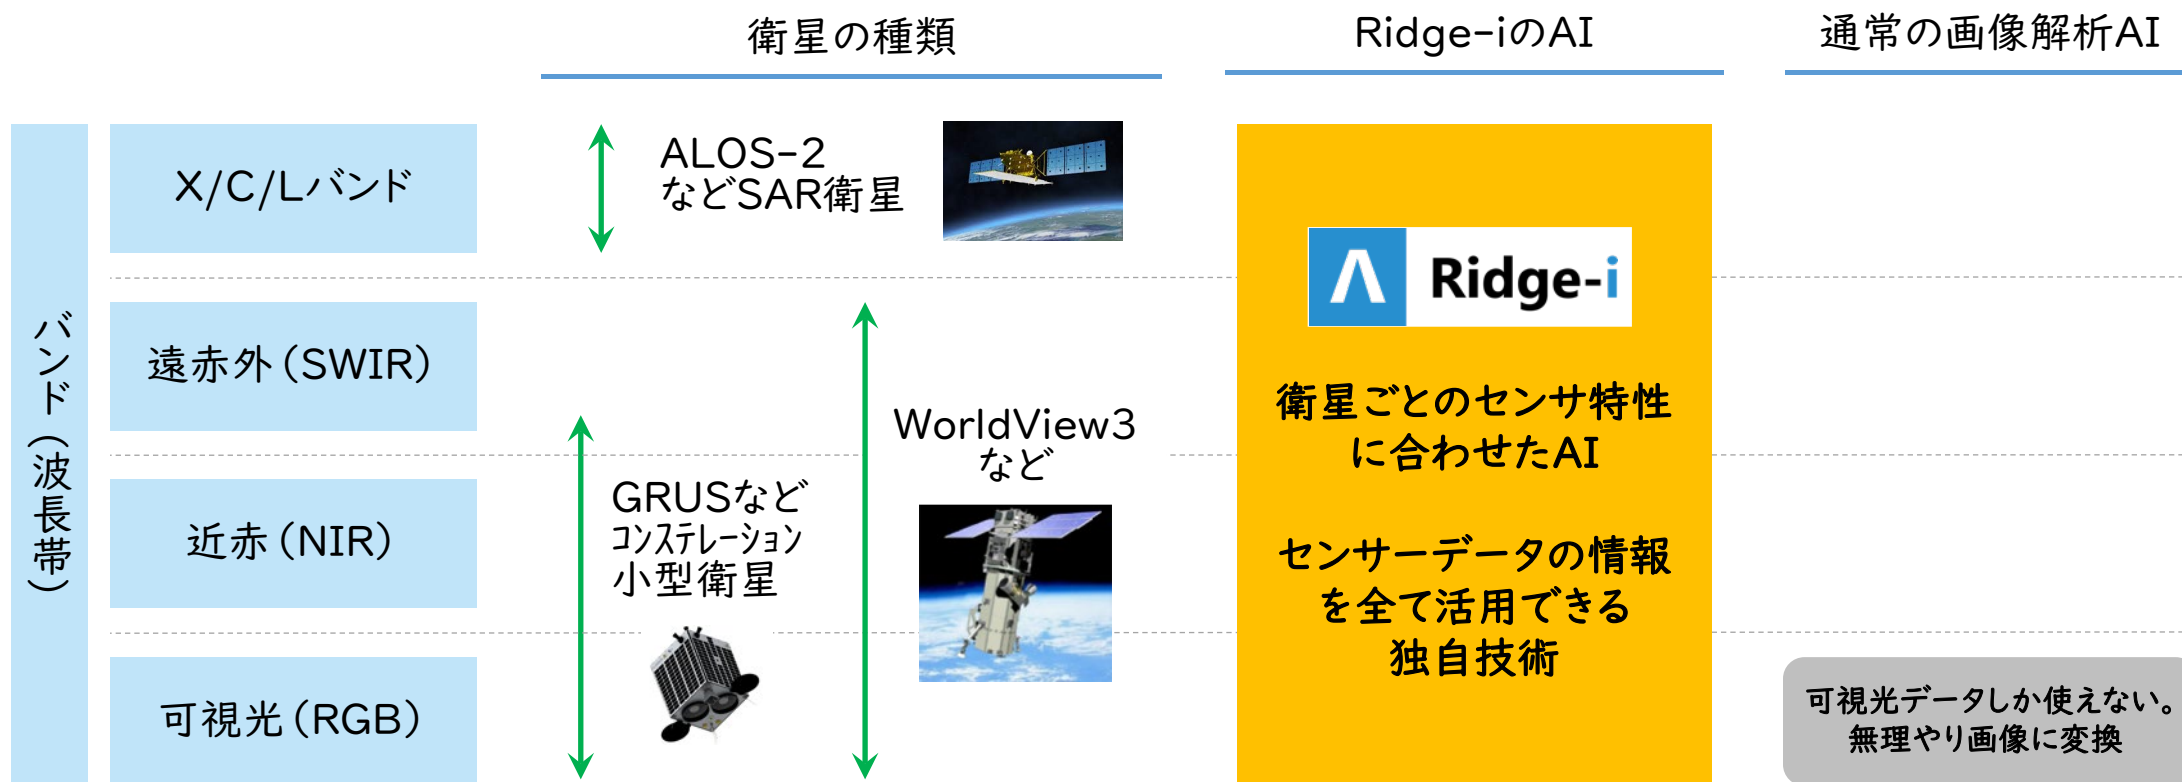 衛星の種類
Ridge-iのAI
通常の画像解析AI
バンド（波長帯）
X/C/Lバンド
ALOS-2
などSAR衛星
遠赤外（SWIR）
近赤（NIR）
可視光（RGB）
GRUSなど
コンステレーション
小型衛星
WorldView3
など
Ridge-i
衛星ごとのセンサ特性
に合わせたAI
センサーデータの情報
を全て活用できる
独自技術
可視光データしか使えない。
無理やり画像に変換